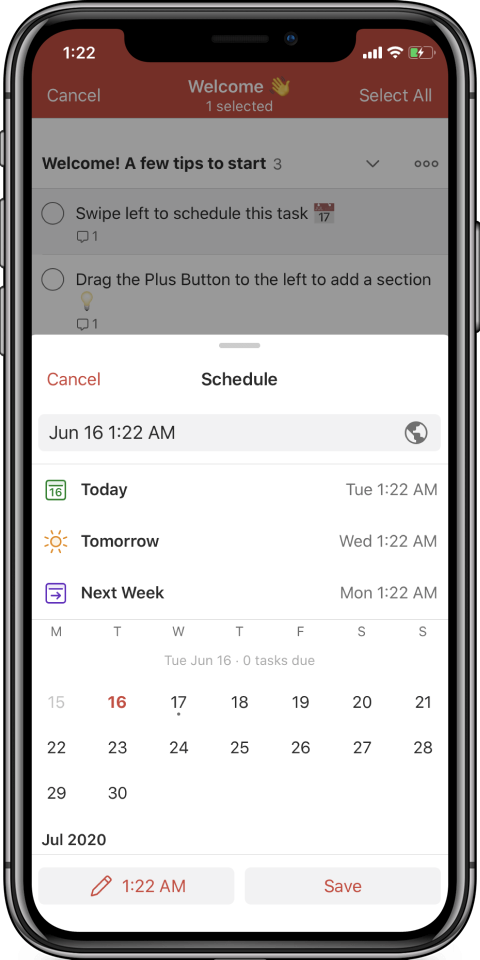 1:22
Cancel
Welcome 👋
1 selected
Select All
Welcome! A few tips to start 3
Swipe left to schedule this task 📅 17
1
Drag the Plus Button to the left to add a section
💡
1
Cancel
Schedule
Jun 16 1:22 AM
16 Today Tue 1:22 AM
Tomorrow Wed 1:22 AM
Next Week Mon 1:22 AM
M T W T F S S
Tue Jun 16 · 0 tasks due
15 16 17 18 19 20 21
22 23 24 25 26 27 28
29 30
Jul 2020
1:22 AM Save